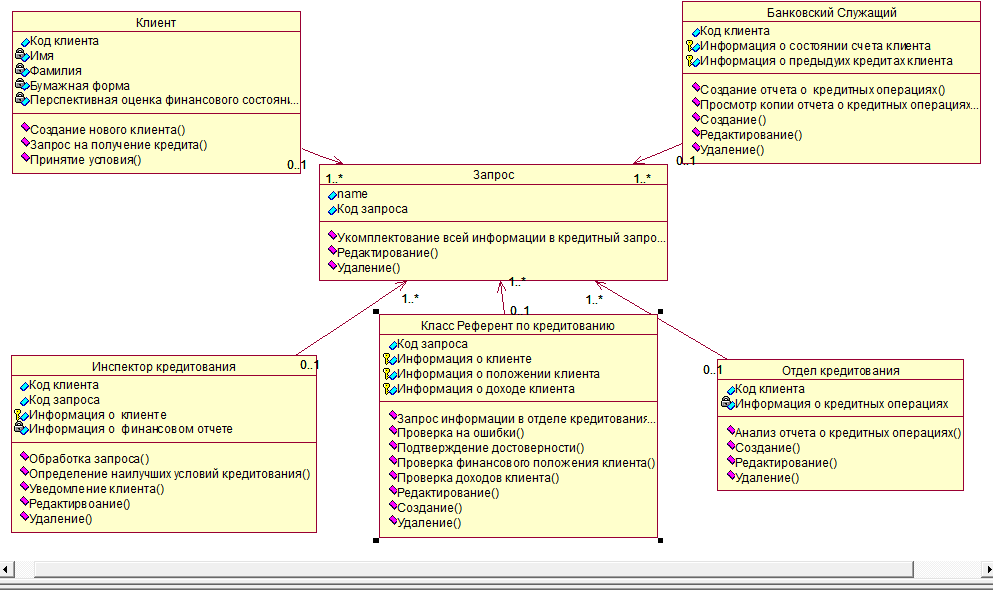 Клиент
Код клиента
Имя
Фамилия
Бумажная форма
Перспективная оценка финансового состоянь...
Создание нового клиента()
Запрос на получение кредита()
Принятие условия()
0..1
1..*
Банковский Служащий
Код клиента
Информация о состоянии счета клиента
Информация о предыдуих кредитах клиента
Создание отчета о кредитных операциях()
Просмотр копии отчета о кредитных операциях...
Создание()
Редактирование()
Удаление()
0..1
1..*
Запрос
name
Код запроса
Укомплектование всей информации в кредитный запро...
Редактирование()
Удаление()
1..*
0..1
Инспектор кредитования
Код клиента
Код запроса
Информация о клиенте
Информация о финансовом отчете
Обработка запроса()
Определение наилучших условий кредитования()
Уведомление клиента()
Редактирвоание()
Удаление()
1..*
0..1
Класс Референт по кредитованию
Код запроса
Информация о клиенте
Информация о положении клиента
Информация о доходе клиента
Запрос информации в отделе кредитования...
Проверка на ошибки()
Подтверждение достоверности()
Проверка финансового положения клиента()
Проверка доходов клиента()
Редактирование()
Создание()
Удаление()
1..*
0..1
Отдел кредитования
Код клиента
Информация о кредитных операциях
Анализ отчета о кредитных операциях()
Создание()
Редактирование()
Удаление()